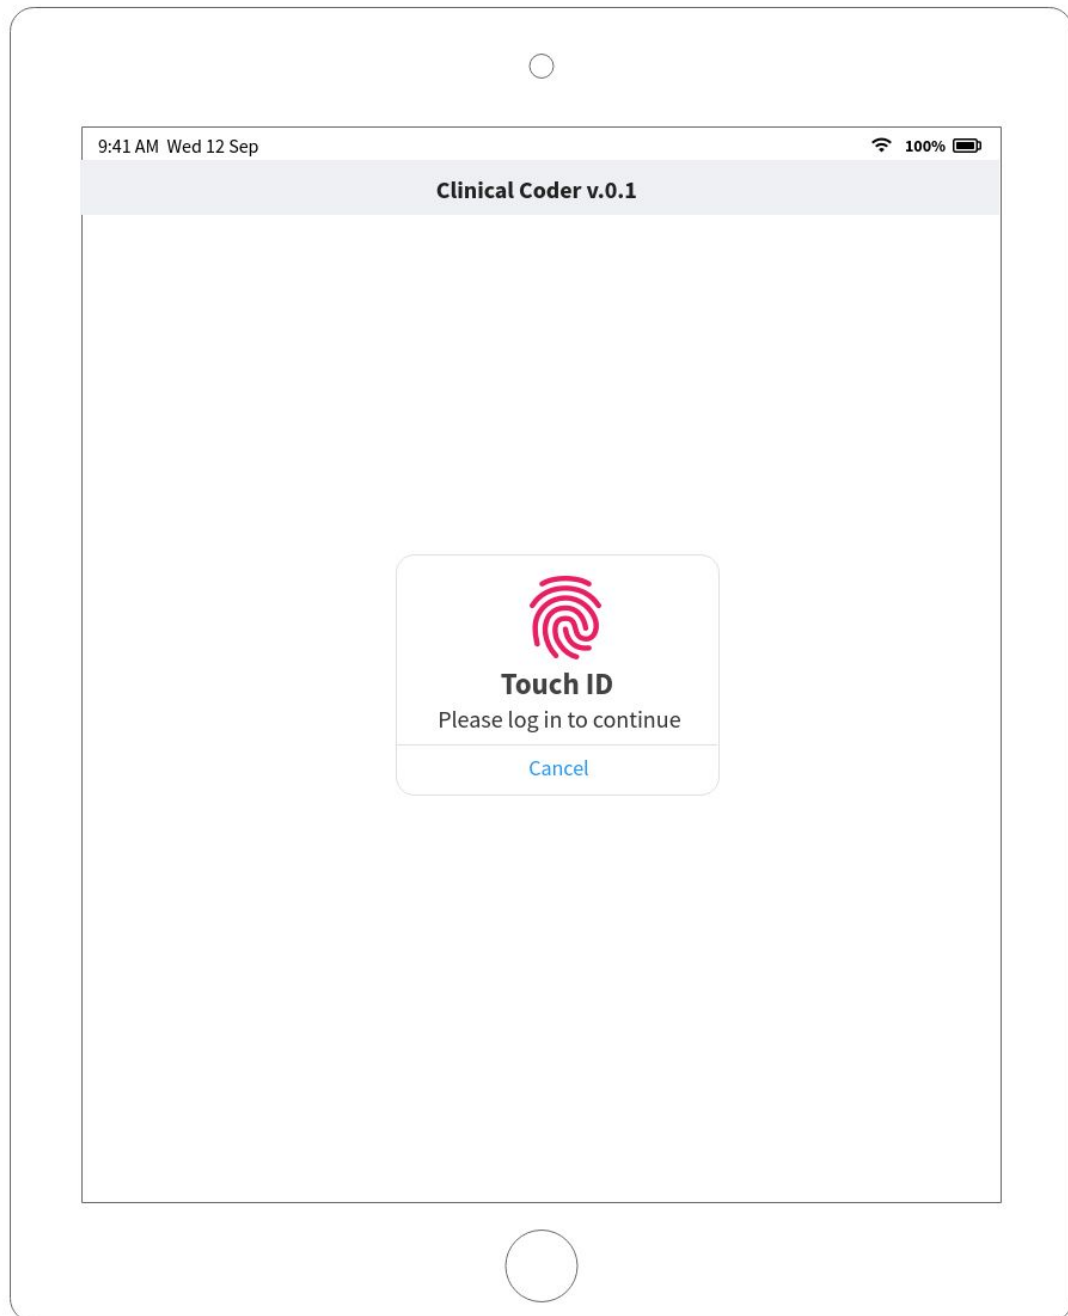 9:41 AM Wed 12 Sep 100%
Clinical Coder v.0.1
Touch ID
Please log in to continue
Cancel